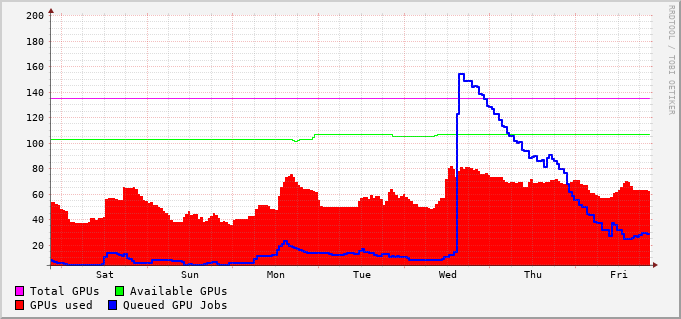 200
180
160
140
120
100
80
60
40
20
Sat Sun Mon Tue Wed Thu Fri
Total GPUs Available GPUs
GPUs used Queued GPU Jobs
RRDTOOL / TOBI OETIKER